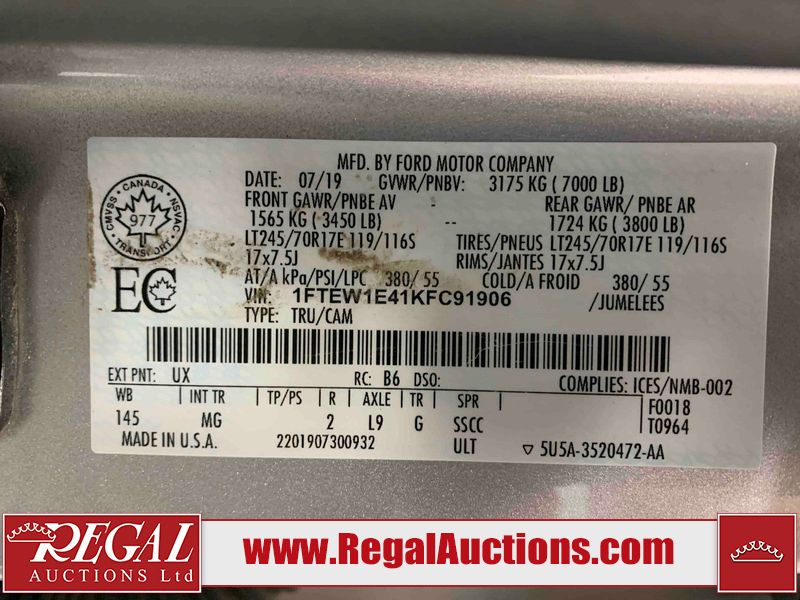 MFD. BY FORD MOTOR COMPANY
DATE: 07/19 GVWR/PNBV: 3175 KG ( 7000 LB)
FRONT GAWR/PNBE AV - REAR GAWR/ PNBE AR
1565 KG ( 3450 LB) -- 1724 KG ( 3800 LB)
LT245/70R17E 119/116S TIRES/PNEUS LT245/70R17E 119/116S
17x7.5J RIMS/JANTES 17x7.5J
AT/A kPa/PSI/LPC 380/ 55 COLD/A FROID 380/ 55
VIN: 1FTEW1E41KFC91906 /JUMELEES
TYPE: TRU/CAM
CANADA
CMVSS NSVAC
977
TRANSPORT
EC
EXT PNT: UX RC: B6 DSO: COMPLIES: ICES/NMB-002
WB INT TR TP/PS R AXLE TR SPR F0018
145 MG 2 L9 G SSCC T0964
MADE IN U.S.A. 2201907300932 ULT ▽ 5U5A-3520472-AA
REGAL
AUCTIONS Ltd
www.RegalAuctions.com